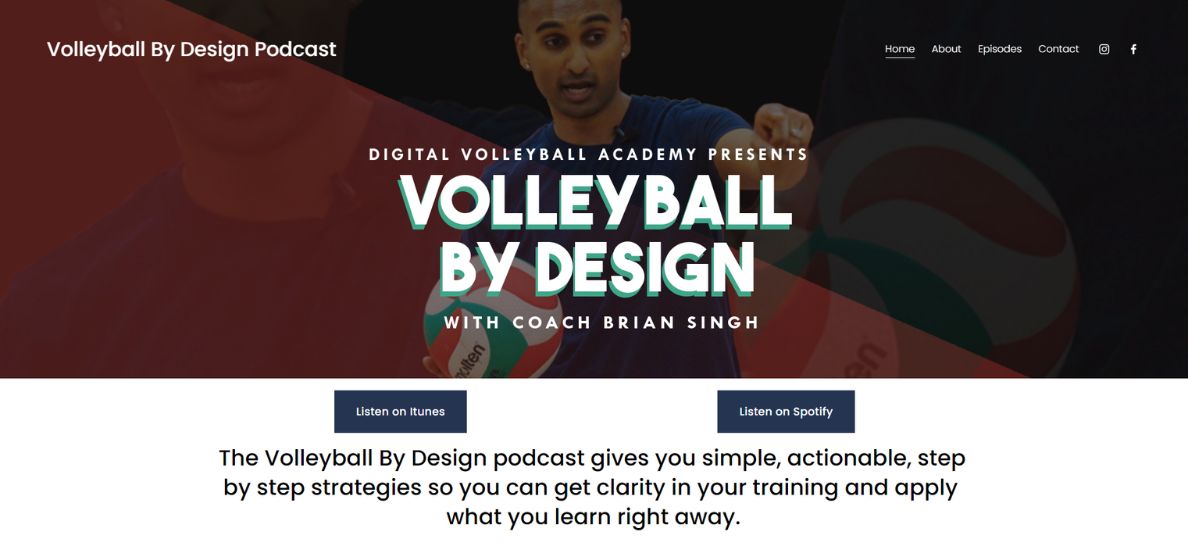 Volleyball By Design Podcast
Home About Episodes Contact
DIGITAL VOLLEYBALL ACADEMY PRESENTS
VOLLEYBALL
BY DESIGN
WITH COACH BRIAN SINGH
molten
Listen on Itunes
Listen on Spotify
The Volleyball By Design podcast gives you simple, actionable, step
by step strategies so you can get clarity in your training and apply
what you learn right away.